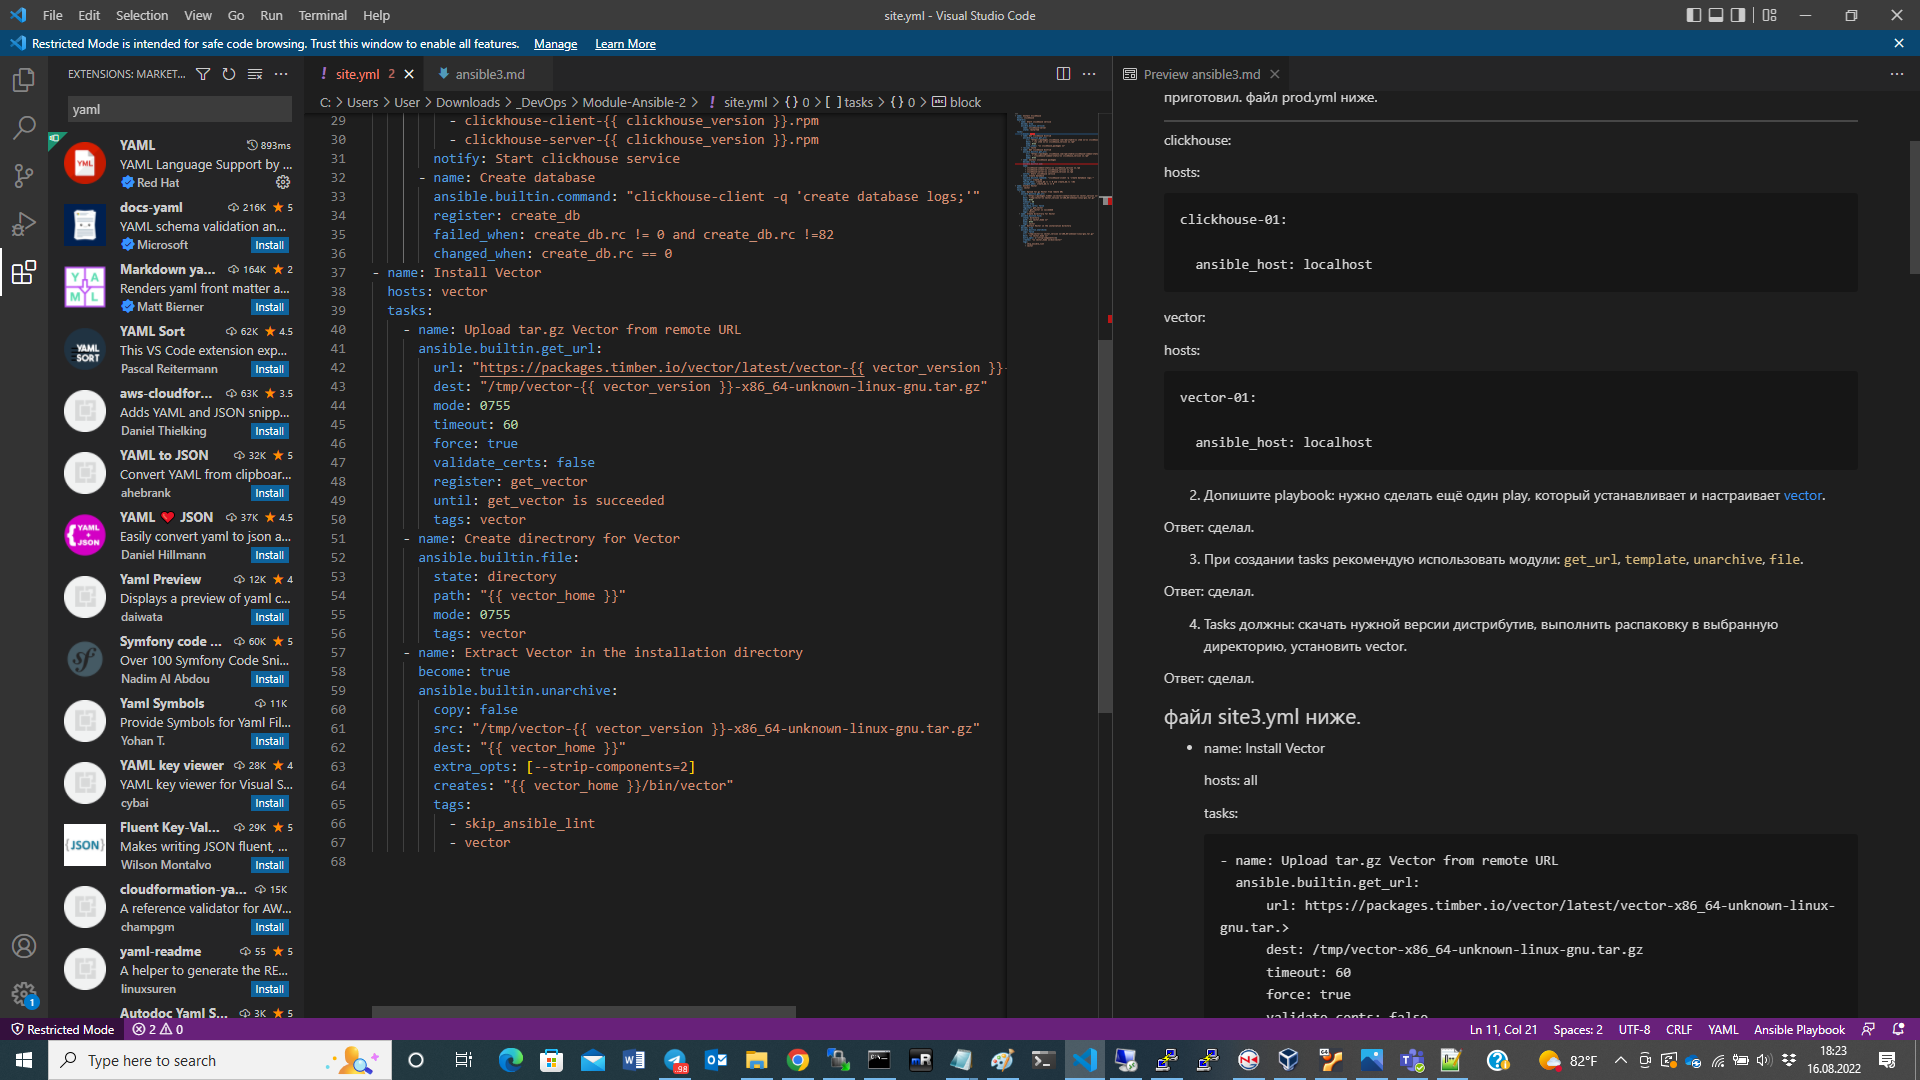 File Edit Selection View Go Run Terminal Help
site.yml - Visual Studio Code
Restricted Mode is intended for safe code browsing. Trust this window to enable all features. Manage Learn More
EXTENSIONS: MARKET...
yaml
YAML 893ms
YAML Language Support by ...
Red Hat
docs-yaml 216K 5
YAML schema validation an...
Microsoft Install
Markdown ya... 164K 2
Renders yaml front matter a...
Matt Bierner Install
YAML Sort 62K 4.5
This VS Code extension exp...
Pascal Reitermann Install
aws-cloudfor... 63K 3.5
Adds YAML and JSON snipp...
Daniel Thielking Install
YAML to JSON 32K 5
Convert YAML from clipboar...
ahebrank Install
YAML ❤ JSON 37K 4.5
Easily convert yaml to json a...
Daniel Hillmann Install
Yaml Preview 12K 4
Displays a preview of yaml c...
daiwata Install
Symfony code ... 60K 5
Over 100 Symfony Code Sni...
Nadim Al Abdou Install
Yaml Symbols 11K
Provide Symbols for Yaml Fil...
Yohan T. Install
YAML key viewer 28K 4
YAML key viewer for Visual S...
cybai Install
Fluent Key-Val... 29K 5
Makes writing JSON fluent, ...
Wilson Montalvo Install
cloudformation-ya... 15K
A reference validator for AW...
champgm Install
yaml-readme 55 5
A helper to generate the RE...
linuxsuren Install
Autodoc Yaml S... 3K 5
! site.yml 2
ansible3.md
C: > Users > User > Downloads > _DevOps > Module-Ansible-2 > ! site.yml > {} 0 > [ ] tasks > {} 0 > block
29 - clickhouse-client-{{ clickhouse_version }}.rpm
30 - clickhouse-server-{{ clickhouse_version }}.rpm
31 notify: Start clickhouse service
32 - name: Create database
33 ansible.builtin.command: "clickhouse-client -q 'create database logs;'"
34 register: create_db
35 failed_when: create_db.rc != 0 and create_db.rc !=82
36 changed_when: create_db.rc == 0
37 - name: Install Vector
38 hosts: vector
39 tasks:
40 - name: Upload tar.gz Vector from remote URL
41 ansible.builtin.get_url:
42 url: "https://packages.timber.io/vector/latest/vector-{{ vector_version }}-
43 dest: "/tmp/vector-{{ vector_version }}-x86_64-unknown-linux-gnu.tar.gz"
44 mode: 0755
45 timeout: 60
46 force: true
47 validate_certs: false
48 register: get_vector
49 until: get_vector is succeeded
50 tags: vector
51 - name: Create directrory for Vector
52 ansible.builtin.file:
53 state: directory
54 path: "{{ vector_home }}"
55 mode: 0755
56 tags: vector
57 - name: Extract Vector in the installation directory
58 become: true
59 ansible.builtin.unarchive:
60 copy: false
61 src: "/tmp/vector-{{ vector_version }}-x86_64-unknown-linux-gnu.tar.gz"
62 dest: "{{ vector_home }}"
63 extra_opts: [--strip-components=2]
64 creates: "{{ vector_home }}/bin/vector"
65 tags:
66 - skip_ansible_lint
67 - vector
68
Preview ansible3.md
приготовил. файл prod.yml ниже.
clickhouse:
hosts:
clickhouse-01:
ansible_host: localhost
vector:
hosts:
vector-01:
ansible_host: localhost
2. Допишите playbook: нужно сделать ещё один play, который устанавливает и настраивает vector.
Ответ: сделал.
3. При создании tasks рекомендую использовать модули: get_url, template, unarchive, file.
Ответ: сделал.
4. Tasks должны: скачать нужной версии дистрибутив, выполнить распаковку в выбранную
директорию, установить vector.
Ответ: сделал.
файл site3.yml ниже.
• name: Install Vector
hosts: all
tasks:
- name: Upload tar.gz Vector from remote URL
ansible.builtin.get_url:
url: https://packages.timber.io/vector/latest/vector-x86_64-unknown-linux-
gnu.tar.>
dest: /tmp/vector-x86_64-unknown-linux-gnu.tar.gz
timeout: 60
force: true
validate_certs: false
1
Restricted Mode 2 0
Ln 11, Col 21 Spaces: 2 UTF-8 CRLF YAML Ansible Playbook
Type here to search
82°F
18:23
16.08.2022